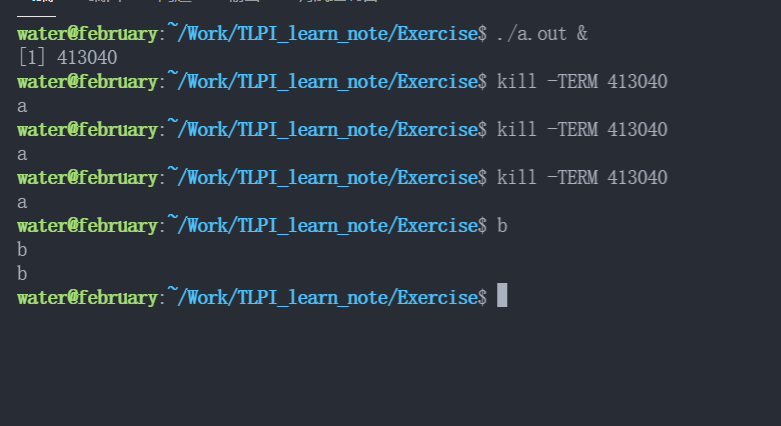 water@february:~/Work/TLPI_learn_note/Exercise$ ./a.out &
[1] 413040
water@february:~/Work/TLPI_learn_note/Exercise$ kill -TERM 413040
a
water@february:~/Work/TLPI_learn_note/Exercise$ kill -TERM 413040
a
water@february:~/Work/TLPI_learn_note/Exercise$ kill -TERM 413040
a
water@february:~/Work/TLPI_learn_note/Exercise$ b
b
b
water@february:~/Work/TLPI_learn_note/Exercise$